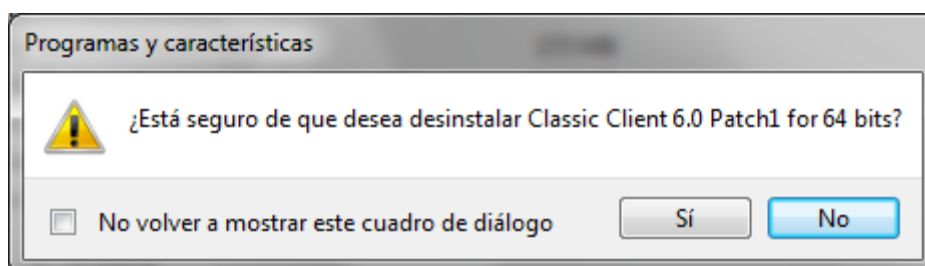 Programas y características
¿Está seguro de que desea desinstalar Classic Client 6.0 Patch1 for 64 bits?
No volver a mostrar este cuadro de diálogo
Sí
No